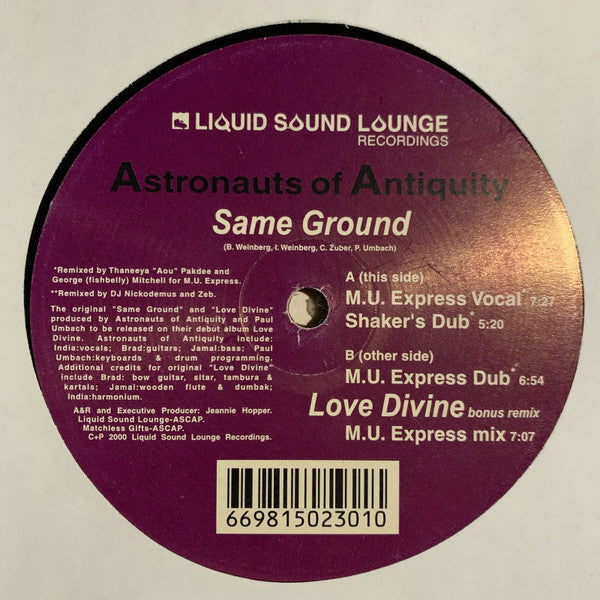 LIQUID SOUND LOUNGE
RECORDINGS
Astronauts of Antiquity
Same Ground
(B. Weinberg, I. Weinberg, C. Zuber, P. Umbach)
*Remixed by Thaneeya "Aou" Pakdee and
George (fishbelly) Mitchell for M.U. Express.
**Remixed by DJ Nickodemus and Zeb.
The original "Same Ground" and "Love Divine"
produced by Astronauts of Antiquity and Paul
Umbach to be released on their debut album Love
Divine. Astronauts of Antiquity include:
India:vocals; Brad:guitars; Jamal:bass; Paul
Umbach:keyboards & drum programming.
Additional credits for original "Love Divine"
include Brad: bow guitar, sitar, tambura &
kartals; Jamal:wooden flute & dumbak;
India:harmonium.
A&R and Executive Producer: Jeannie Hopper.
Liquid Sound Lounge-ASCAP.
Matchless Gifts-ASCAP.
C+P 2000 Liquid Sound Lounge Recordings.
A (this side)
M.U. Express Vocal* 7:27
Shaker's Dub* 5:20
B (other side)
M.U. Express Dub* 6:54
Love Divine bonus remix
M.U. Express mix 7:07
669815023010